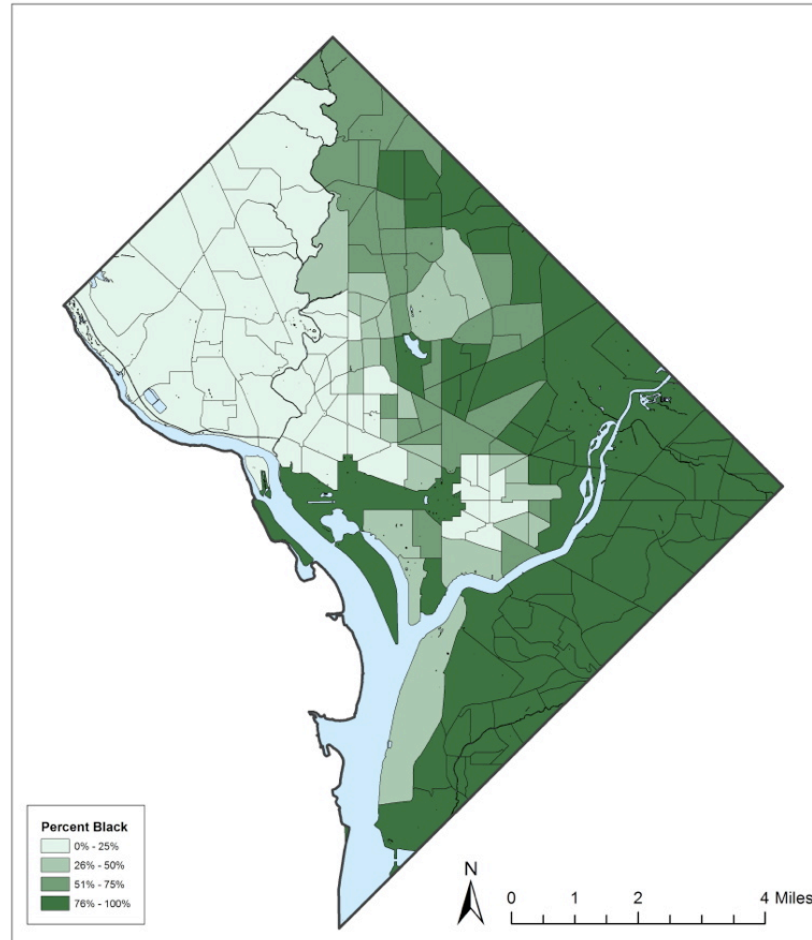 Percent Black
0% - 25%
26% - 50%
51% - 75%
76% - 100%
N
0 1 2 4 Miles